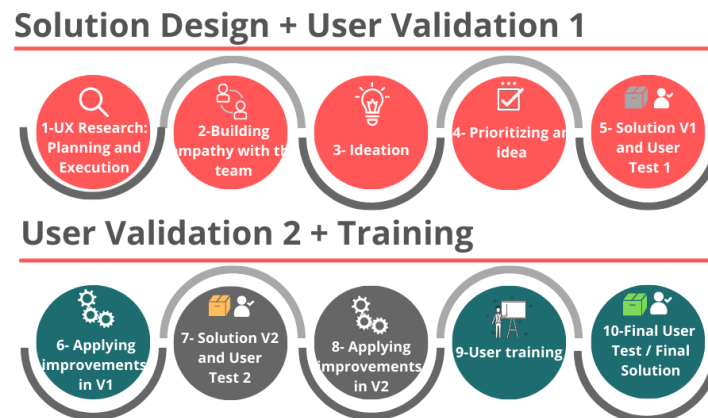 Solution Design + User Validation 1
1-UX Research:
Planning and
Execution
2-Building
mpathy with th
team
3- Ideation
4- Prioritizing an
idea
5- Solution V1
and User
Test 1
User Validation 2 + Training
6- Applying
improvements
in V1
7- Solution V2
and User
Test 2
8- Applying
improvements
in V2
9-User training
10-Final User
Test / Final
Solution